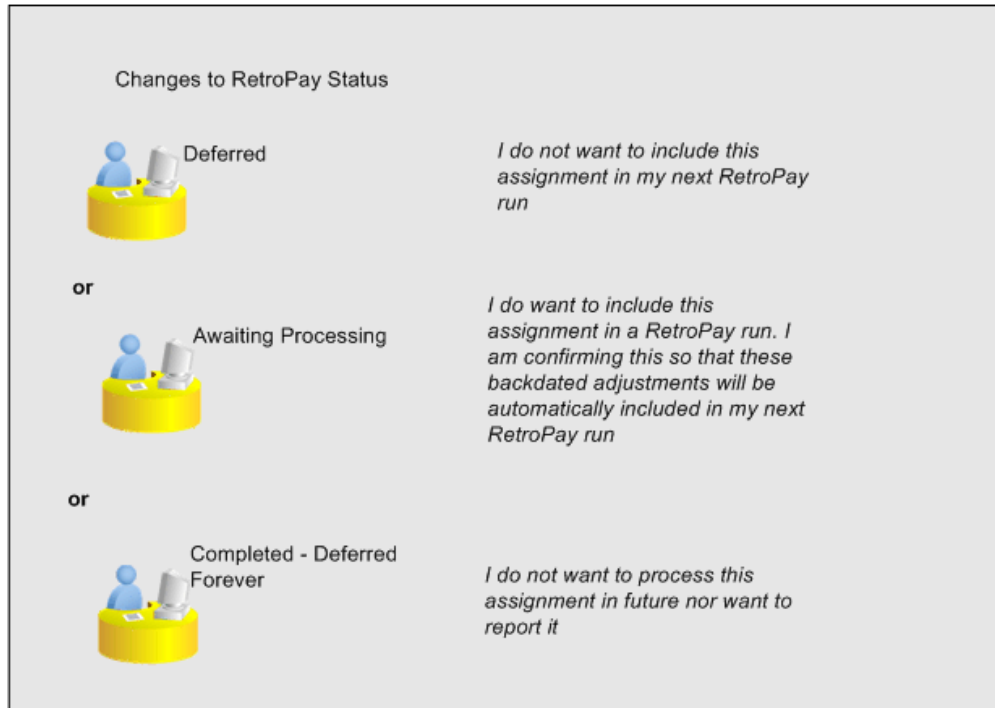 Changes to RetroPay Status
Deferred
I do not want to include this
assignment in my next RetroPay
run
or
Awaiting Processing
I do want to include this
assignment in a RetroPay run. I
am confirming this so that these
backdated adjustments will be
automatically included in my next
RetroPay run
or
Completed - Deferred
Forever
I do not want to process this
assignment in future nor want to
report it